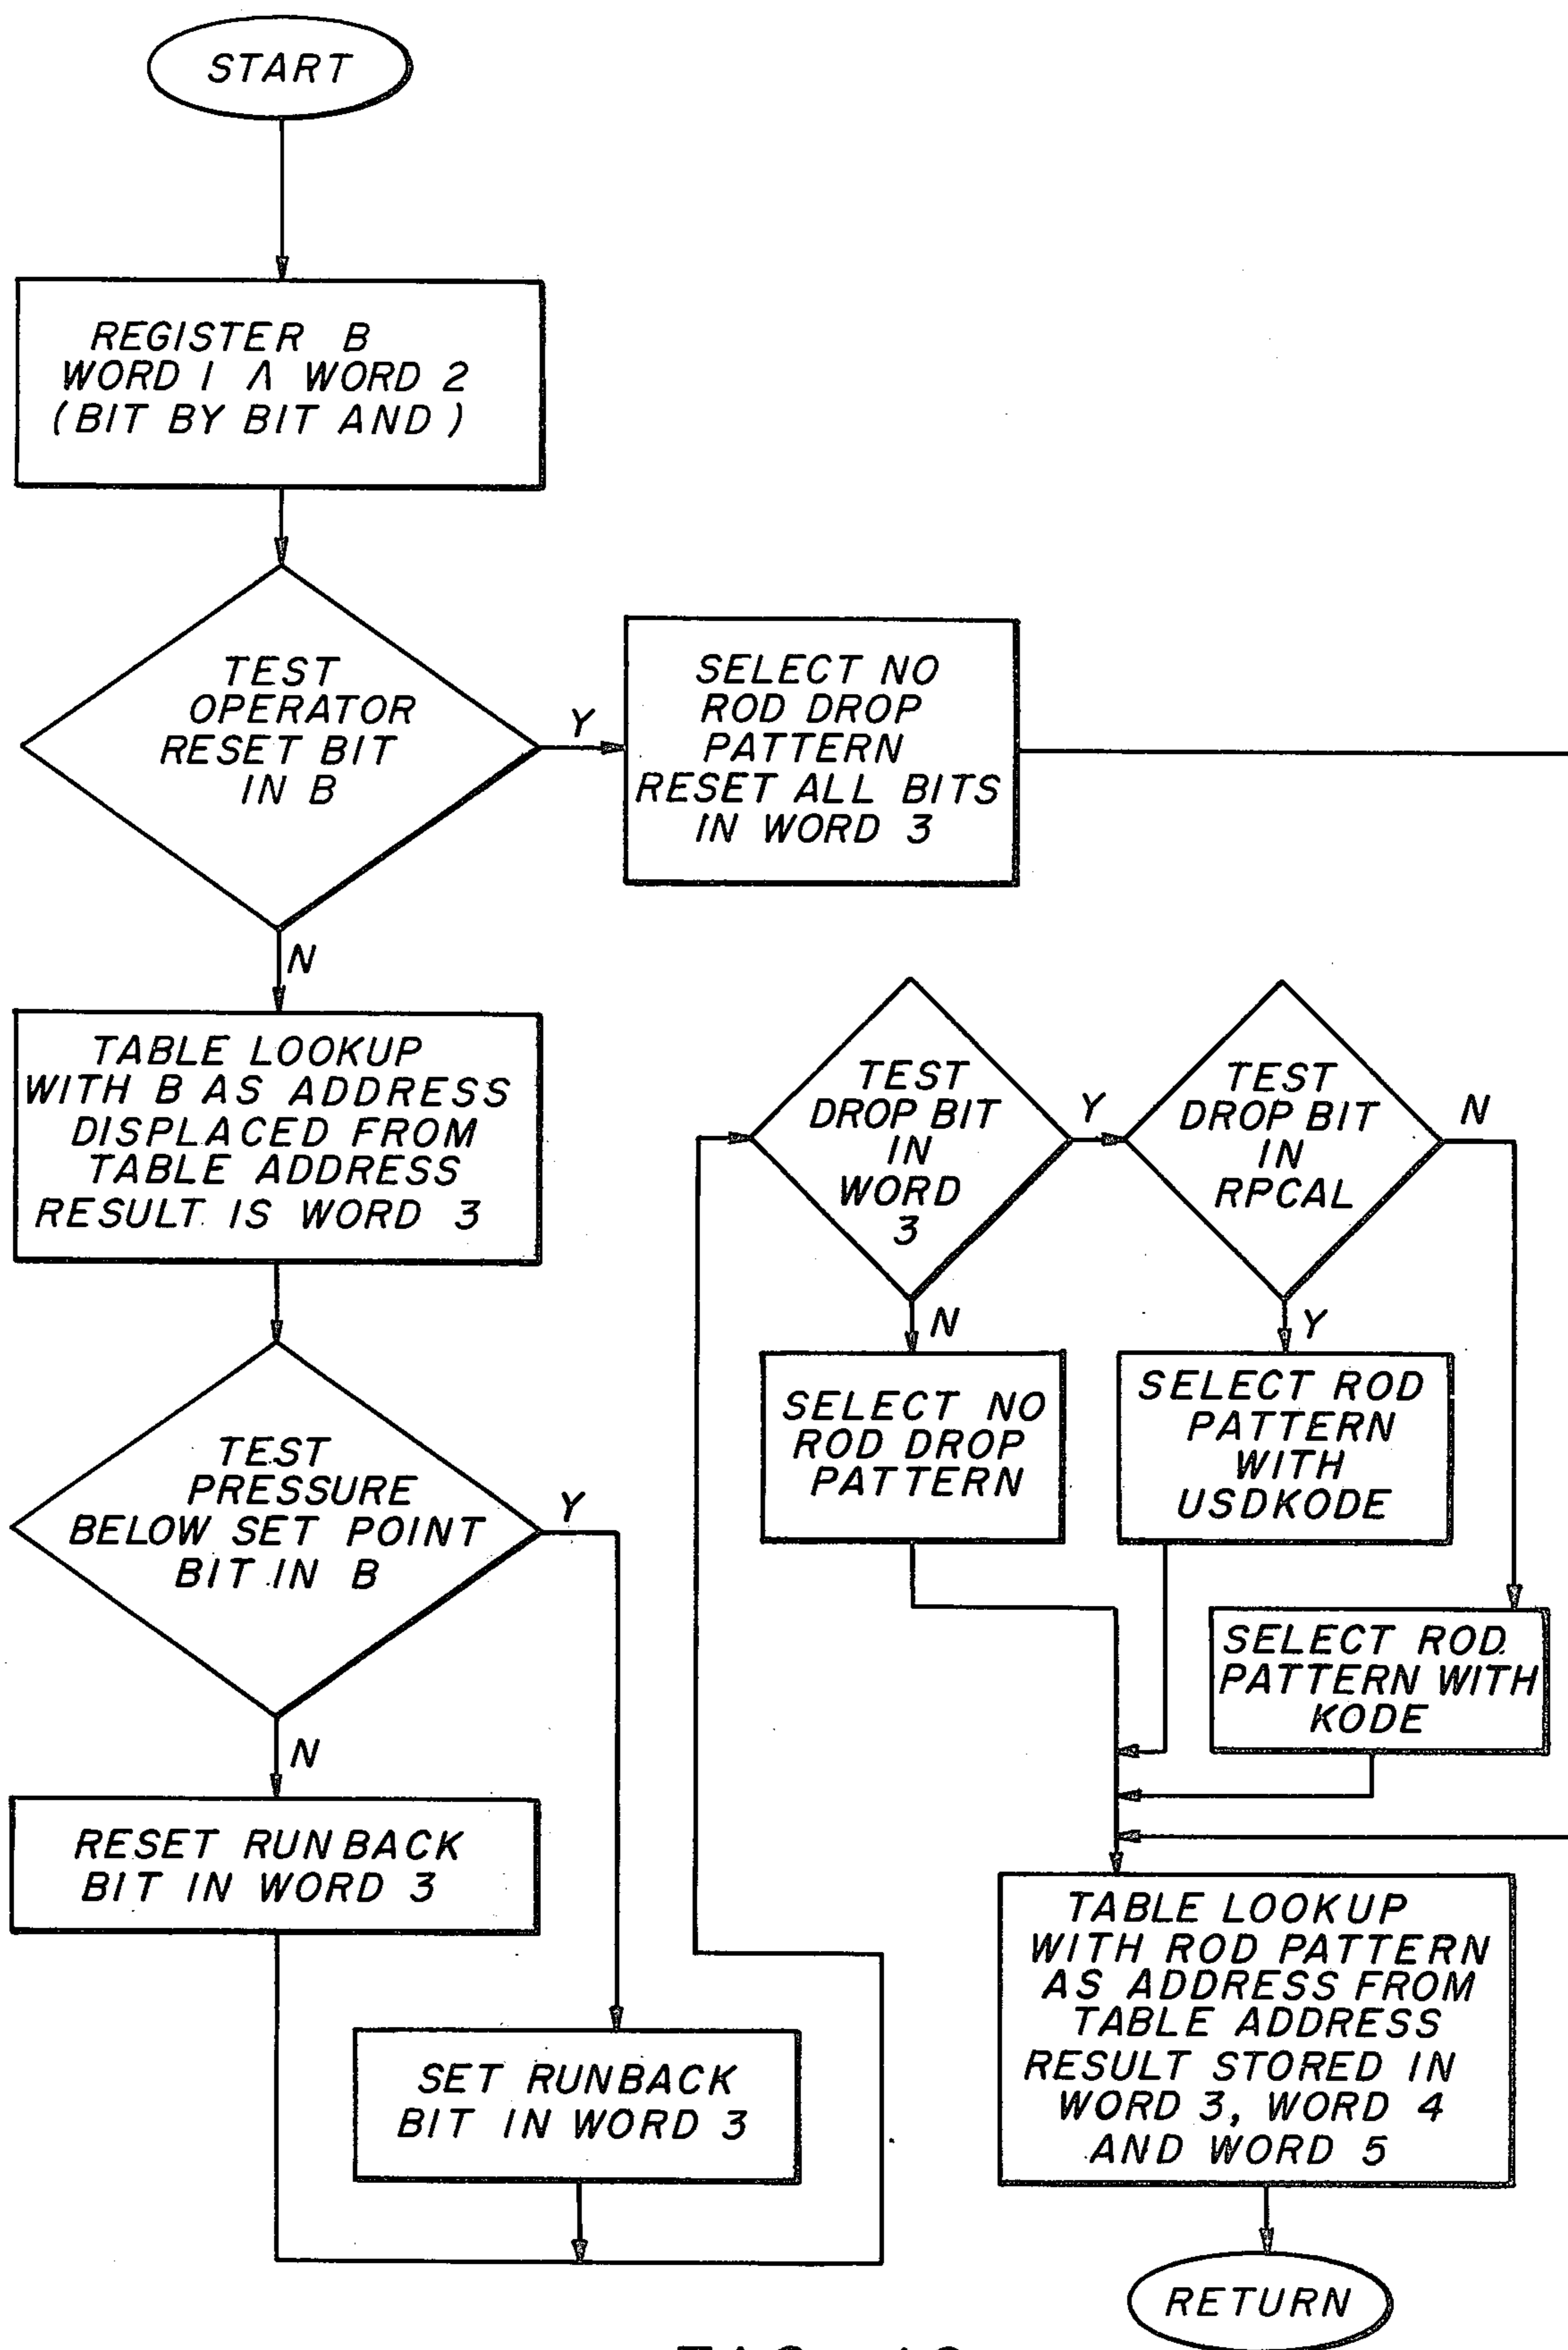 START
REGISTER B
WORD 1 Λ WORD 2
(BIT BY BIT AND )
TEST
OPERATOR
RESET BIT
IN B
Y
SELECT NO
ROD DROP
PATTERN
RESET ALL BITS
IN WORD 3
N
TABLE LOOKUP
WITH B AS ADDRESS
DISPLACED FROM
TABLE ADDRESS
RESULT IS WORD 3
TEST
PRESSURE
BELOW SET POINT
BIT IN B
Y
N
RESET RUNBACK
BIT IN WORD 3
SET RUNBACK
BIT IN WORD 3
TEST
DROP BIT
IN
WORD
3
Y
TEST
DROP BIT
IN
RPCAL
N
N
Y
SELECT NO
ROD DROP
PATTERN
SELECT ROD
PATTERN
WITH
USDKODE
SELECT ROD
PATTERN WITH
KODE
TABLE LOOKUP
WITH ROD PATTERN
AS ADDRESS FROM
TABLE ADDRESS
RESULT STORED IN
WORD 3, WORD 4
AND WORD 5
RETURN